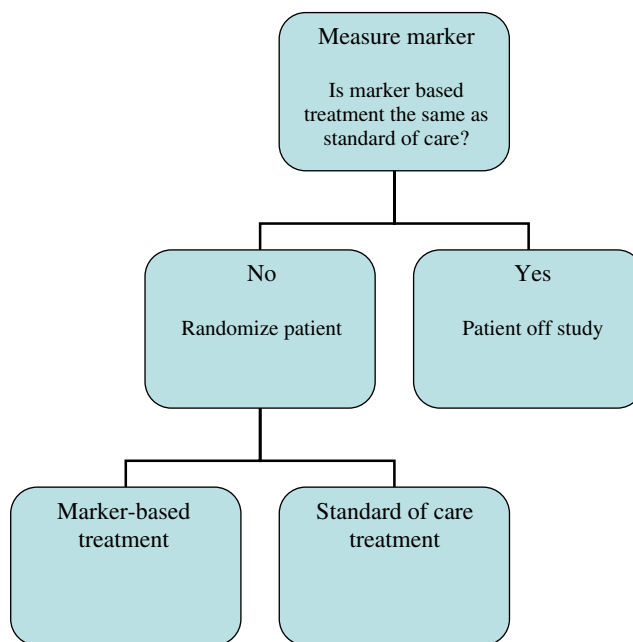 Measure marker
Is marker based
treatment the same as
standard of care?
No
Randomize patient
Yes
Patient off study
Marker-based
treatment
Standard of care
treatment